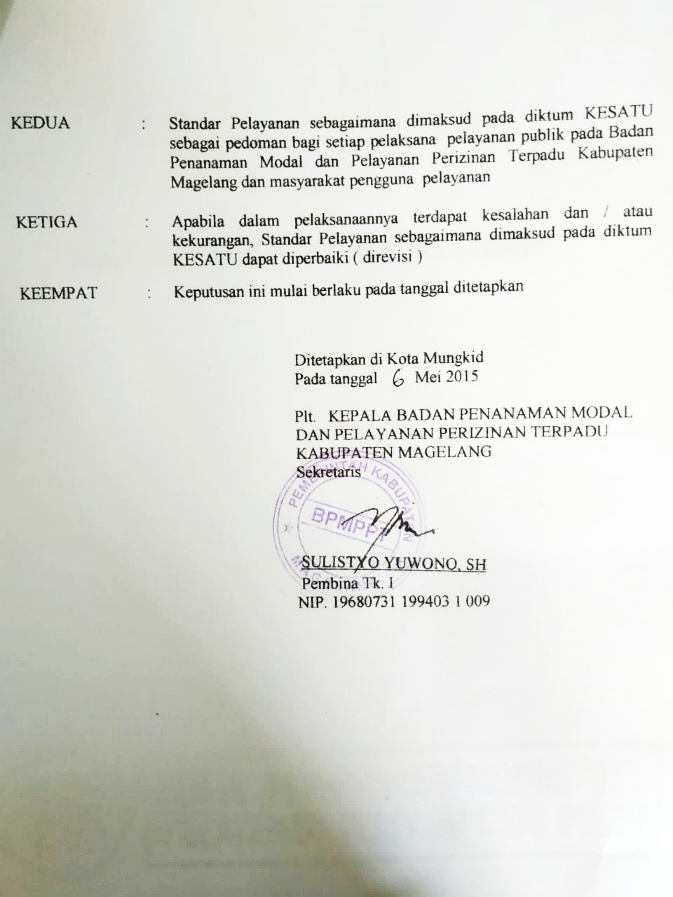 KEDUA : Standar Pelayanan sebagaimana dimaksud pada diktum KESATU
sebagai pedoman bagi setiap pelaksana pelayanan publik pada Badan
Penanaman Modal dan Pelayanan Perizinan Terpadu Kabupaten
Magelang dan masyarakat pengguna pelayanan
KETIGA : Apabila dalam pelaksanaannya terdapat kesalahan dan / atau
kekurangan, Standar Pelayanan sebagaimana dimaksud pada diktum
KESATU dapat diperbaiki ( direvisi )
KEEMPAT : Keputusan ini mulai berlaku pada tanggal ditetapkan
Ditetapkan di Kota Mungkid
Pada tanggal 6 Mei 2015
Plt. KEPALA BADAN PENANAMAN MODAL
DAN PELAYANAN PERIZINAN TERPADU
KABUPATEN MAGELANG
Sekretaris
PEMERINTAH KABUPATEN
BPMPPT
SULISTYO YUWONO, SH
Pembina Tk. I
NIP. 19680731 199403 1 009